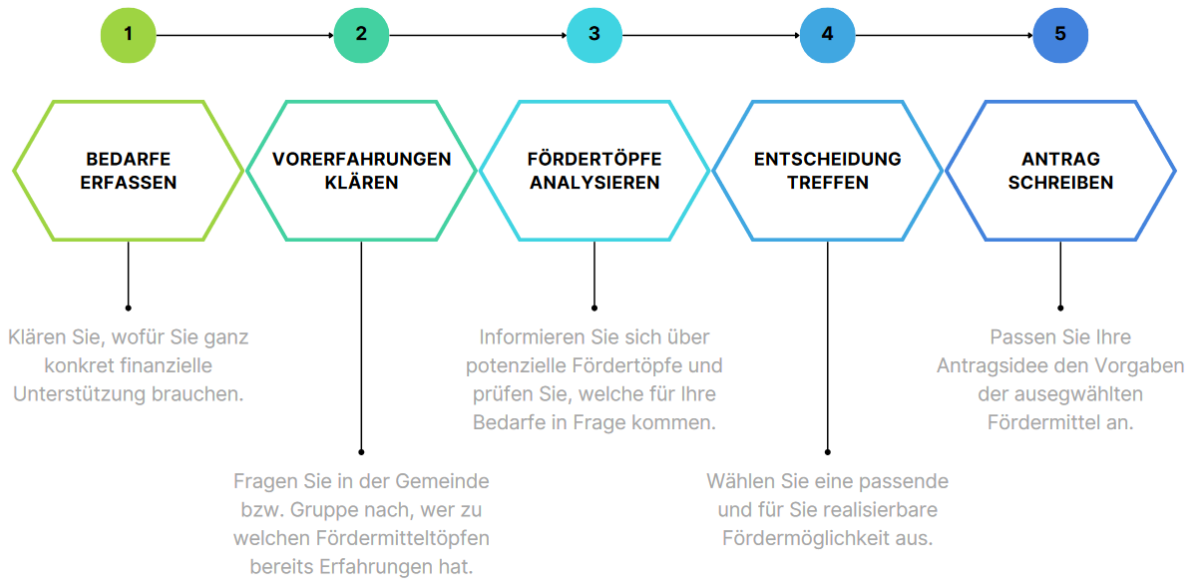 1
2
3
4
5
BEDARFE
ERFASSEN
VORERFAHRUNGEN
KLÄREN
FÖRDERTÖPFE
ANALYSIEREN
ENTSCHEIDUNG
TREFFEN
ANTRAG
SCHREIBEN
Klären Sie, wofür Sie ganz
konkret finanzielle
Unterstützung brauchen.
Fragen Sie in der Gemeinde
bzw. Gruppe nach, wer zu
welchen Fördermitteltöpfen
bereits Erfahrungen hat.
Informieren Sie sich über
potenzielle Fördertöpfe und
prüfen Sie, welche für Ihre
Bedarfe in Frage kommen.
Wählen Sie eine passende
und für Sie realisierbare
Fördermöglichkeit aus.
Passen Sie Ihre
Antragsidee den Vorgaben
der ausegwählten
Fördermittel an.